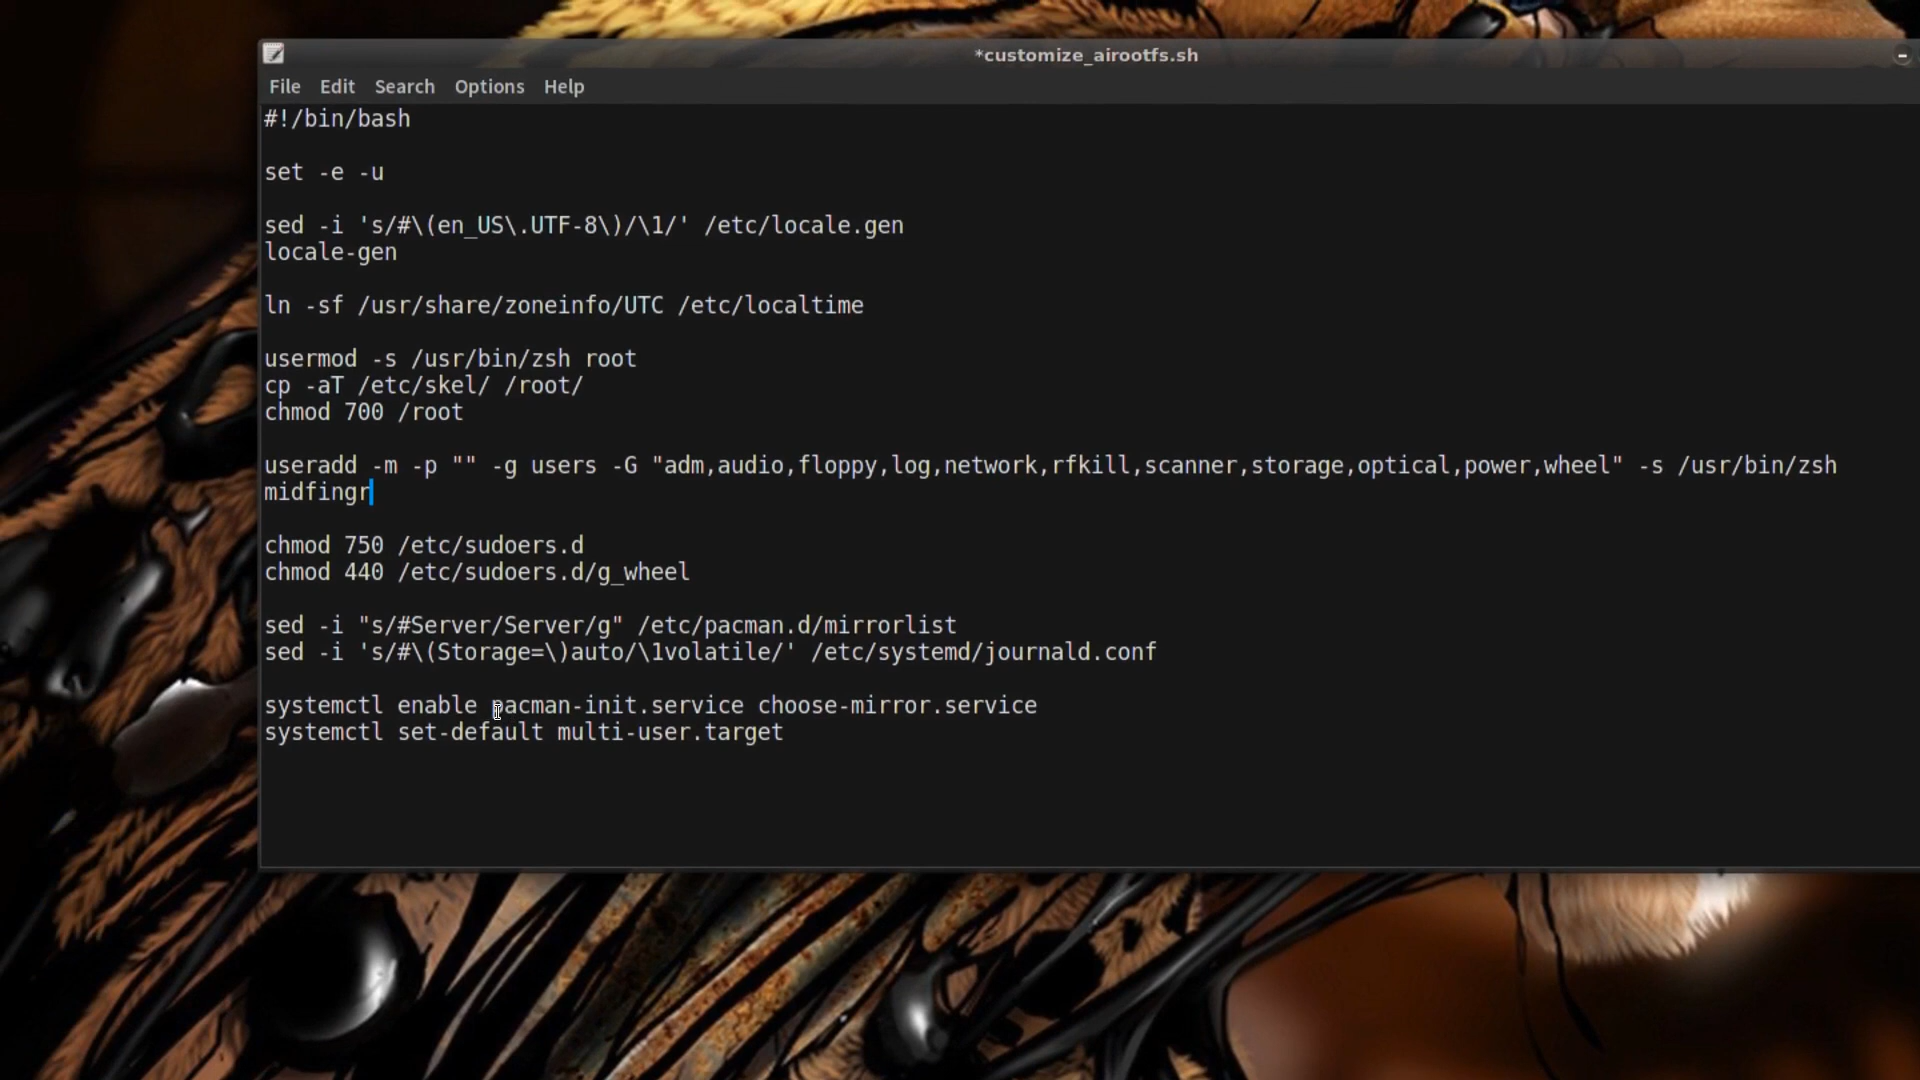 *customize_airootfs.sh
File Edit Search Options Help
#!/bin/bash
set -e -u
sed -i 's/#\(en_US\.UTF-8\)/\1/' /etc/locale.gen
locale-gen
ln -sf /usr/share/zoneinfo/UTC /etc/localtime
usermod -s /usr/bin/zsh root
cp -aT /etc/skel/ /root/
chmod 700 /root
useradd -m -p "" -g users -G "adm,audio,floppy,log,network,rfkill,scanner,storage,optical,power,wheel" -s /usr/bin/zsh
midfingr
chmod 750 /etc/sudoers.d
chmod 440 /etc/sudoers.d/g_wheel
sed -i "s/#Server/Server/g" /etc/pacman.d/mirrorlist
sed -i 's/#\(Storage=\)auto/\1volatile/' /etc/systemd/journald.conf
systemctl enable pacman-init.service choose-mirror.service
systemctl set-default multi-user.target